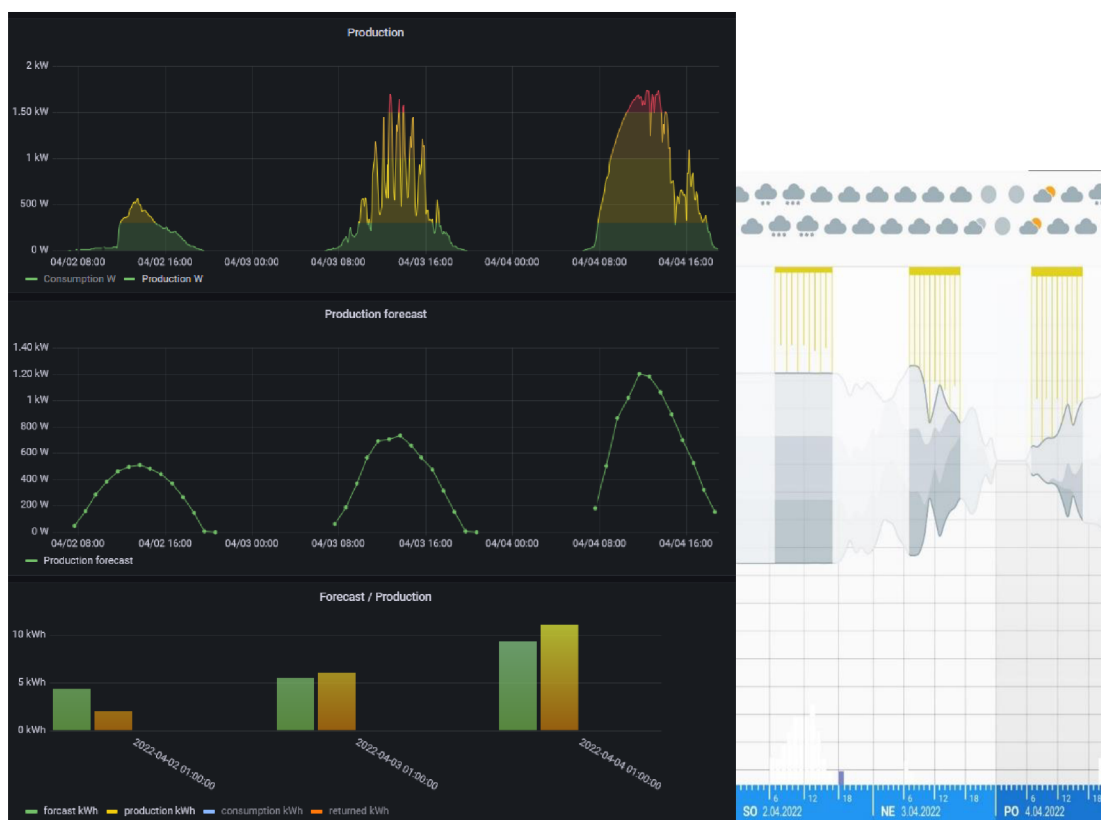 Production
2 kW
1.50 kW
1 kW
500 W
0 W
04/02 08:00 04/02 16:00 04/03 00:00 04/03 08:00 04/03 16:00 04/04 00:00 04/04 08:00 04/04 16:00
Consumption W Production W
Production forecast
1.40 kW
1.20 kW
1 kW
800 W
600 W
400 W
200 W
0 W
04/02 08:00 04/02 16:00 04/03 00:00 04/03 08:00 04/03 16:00 04/04 00:00 04/04 08:00 04/04 16:00
Production forecast
Forecast / Production
10 kWh
5 kWh
0 kWh
2022-04-02 01:00:00
2022-04-03 01:00:00
2022-04-04 01:00:00
forcast kWh production kWh consumption kWh returned kWh
6 12 18 6 12 18 6 12 18
SO 2.04.2022 NE 3.04.2022 PO 4.04.2022